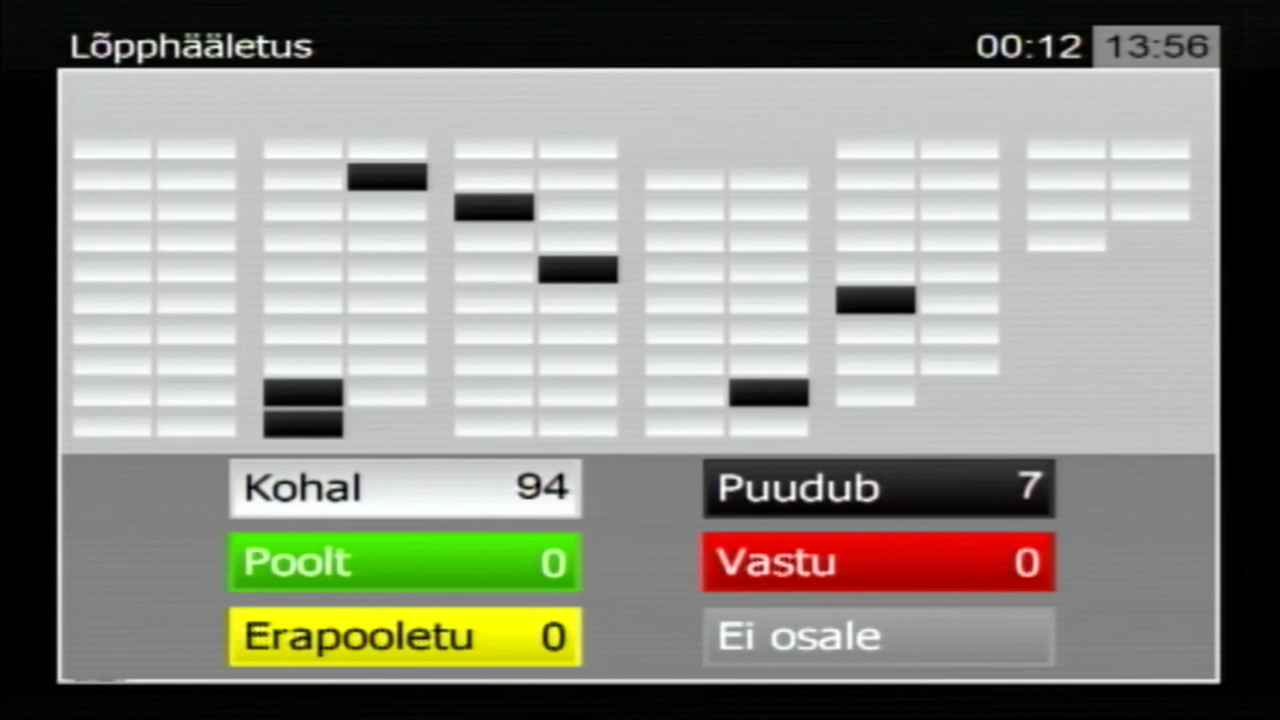 Lõpphääletus 00:12 13:56
Kohal 94 Puudub 7
Poolt 0 Vastu 0
Erapooletu 0 Ei osale